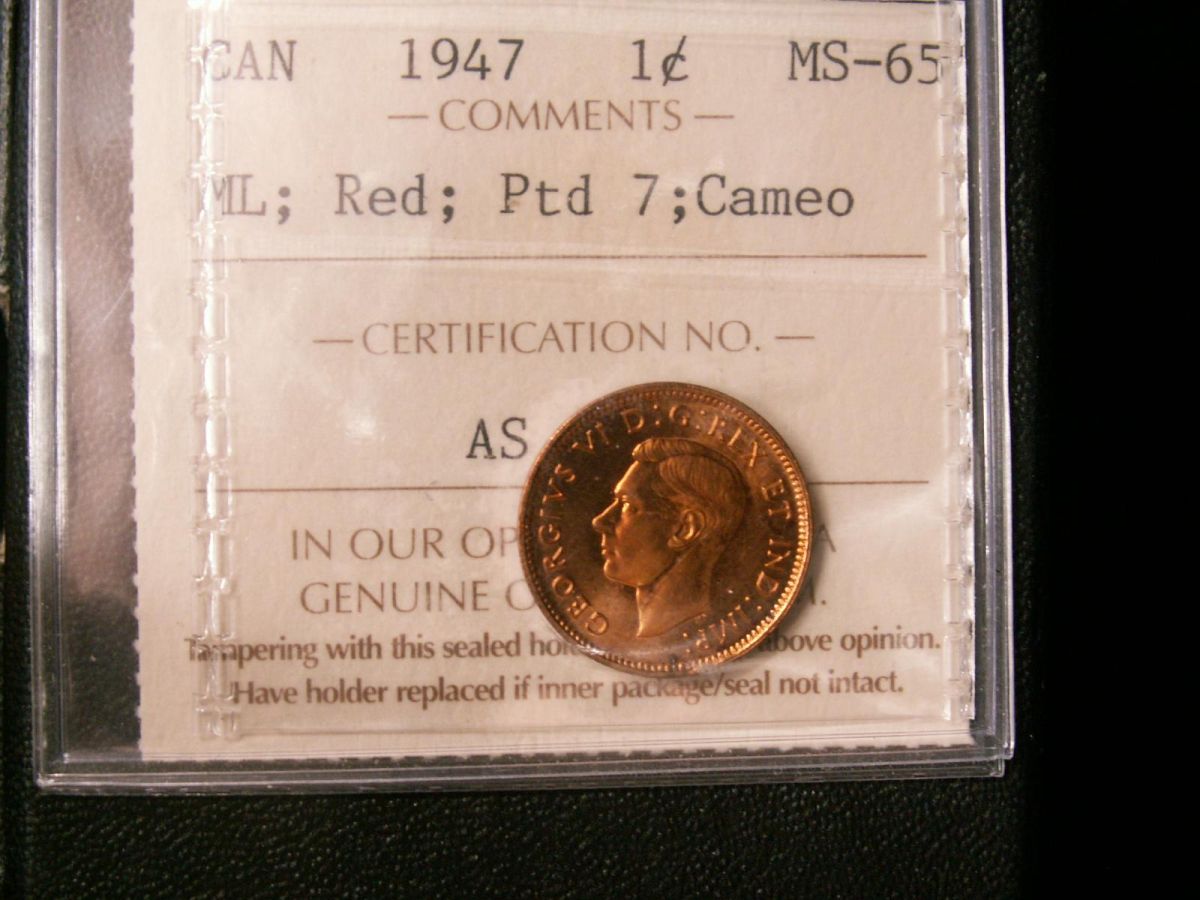 CAN 1947 1¢ MS-65
— COMMENTS —
ML; Red; Ptd 7;Cameo
— CERTIFICATION NO. —
AS
GEORGIVS VI D:G:REX ET IND:IMP:
IN OUR OP A
GENUINE
Tampering with this sealed hol above opinion.
Have holder replaced if inner package/seal not intact.